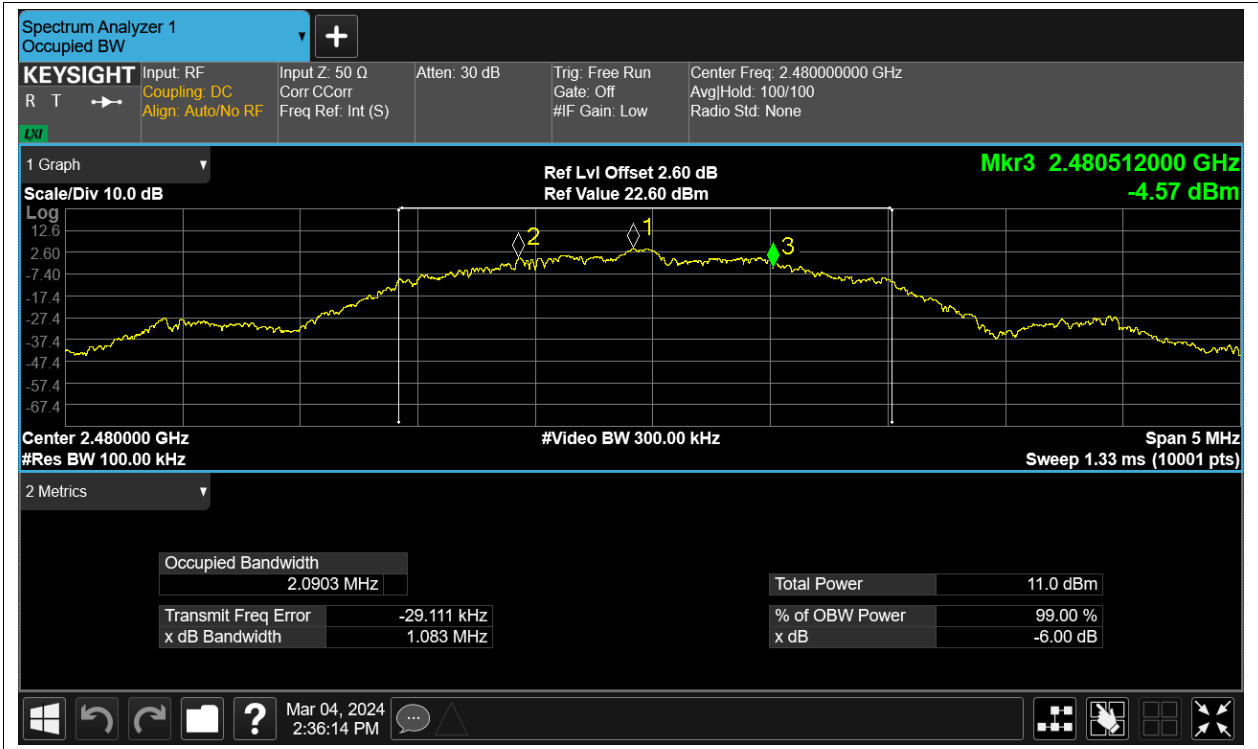 Spectrum Analyzer 1
Occupied BW
KEYSIGHT
R T
LXI
Input: RF
Coupling: DC
Align: Auto/No RF
Input Z: 50 Ω
Corr CCorr
Freq Ref: Int (S)
Atten: 30 dB
Trig: Free Run
Gate: Off
#IF Gain: Low
Center Freq: 2.480000000 GHz
Avg|Hold: 100/100
Radio Std: None
1 Graph
Scale/Div 10.0 dB
Ref Lvl Offset 2.60 dB
Ref Value 22.60 dBm
Mkr3 2.480512000 GHz
-4.57 dBm
Log
12.6
2.60
-7.40
-17.4
-27.4
-37.4
-47.4
-57.4
-67.4
2
1
3
Center 2.480000 GHz
#Res BW 100.00 kHz
#Video BW 300.00 kHz
Span 5 MHz
Sweep 1.33 ms (10001 pts)
2 Metrics
Occupied Bandwidth
2.0903 MHz
Transmit Freq Error -29.111 kHz
x dB Bandwidth 1.083 MHz
Total Power 11.0 dBm
% of OBW Power 99.00 %
x dB -6.00 dB
?
Mar 04, 2024
2:36:14 PM